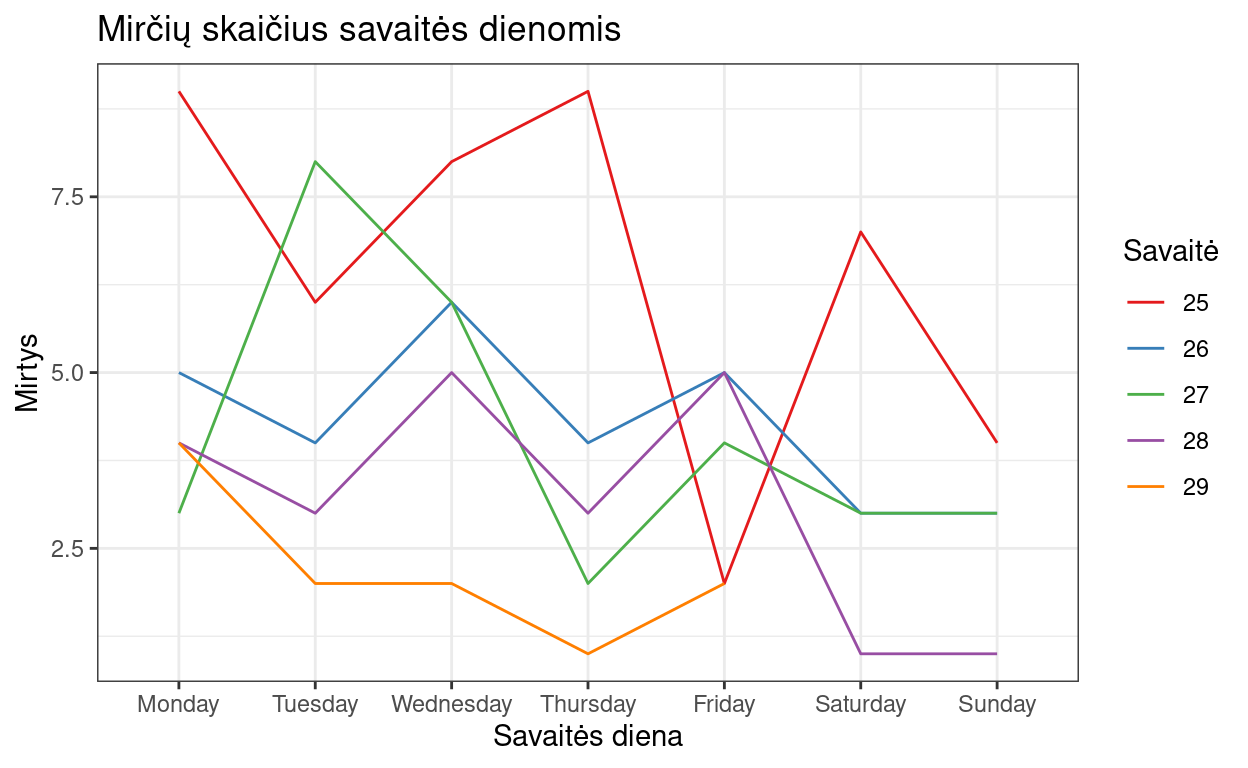 Mirčių skaičius savaitės dienomis
Mirtys
7.5
5.0
2.5
Monday Tuesday Wednesday Thursday Friday Saturday Sunday
Savaitės diena
Savaitė
25
26
27
28
29